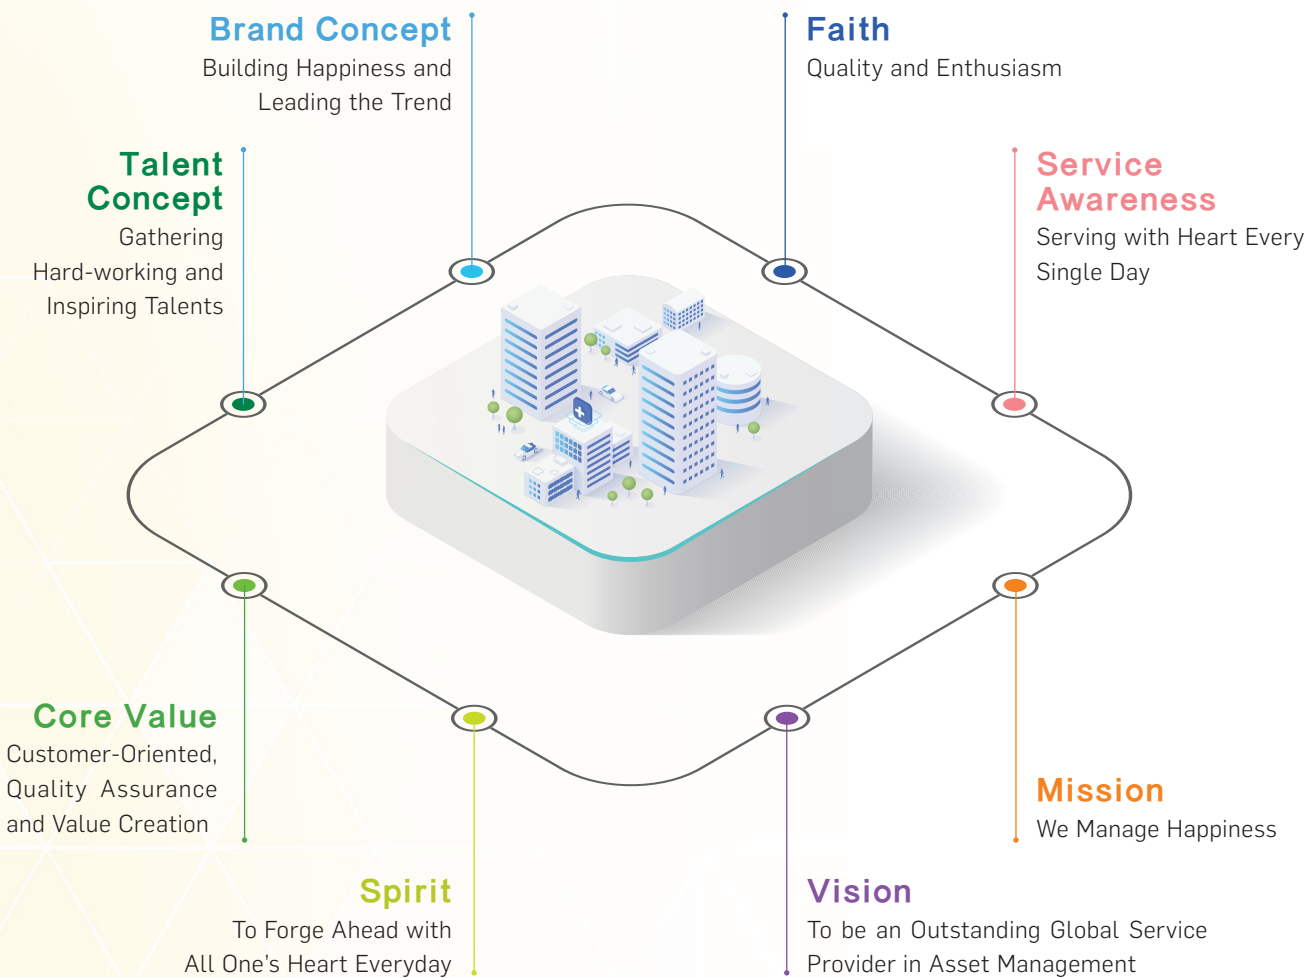 Brand Concept
Building Happiness and
Leading the Trend
Faith
Quality and Enthusiasm
Talent
Concept
Gathering
Hard-working and
Inspiring Talents
Service
Awareness
Serving with Heart Every
Single Day
Core Value
Customer-Oriented,
Quality Assurance
and Value Creation
Mission
We Manage Happiness
Spirit
To Forge Ahead with
All One's Heart Everyday
Vision
To be an Outstanding Global Service
Provider in Asset Management